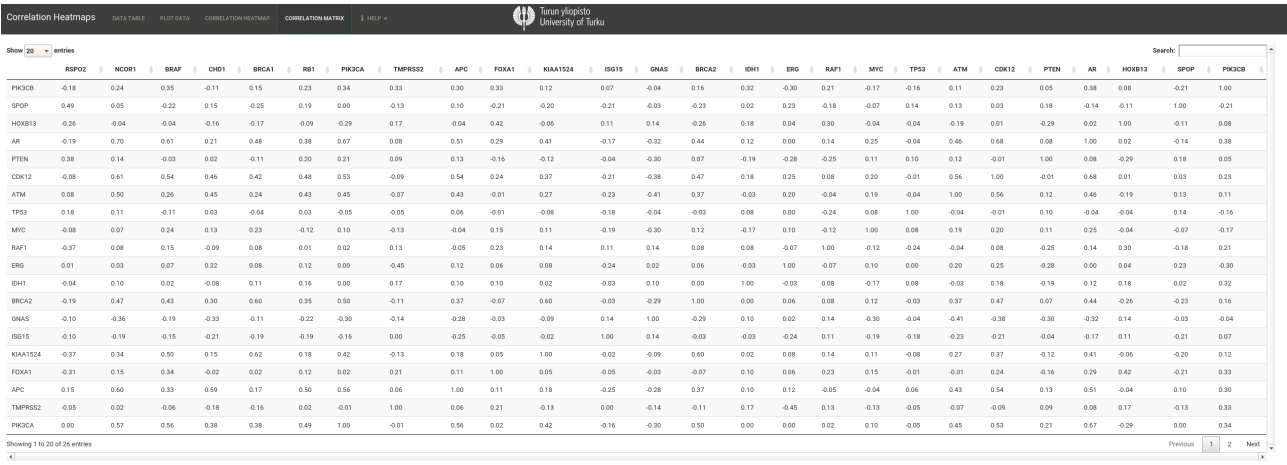 Correlation Heatmaps DATA TABLE PLOT DATA CORRELATION HEATMAP CORRELATION MATRIX HELP
Turun yliopisto
University of Turku
Show 20 entries Search:
RSPO2 NCOR1 BRAF CHD1 BRCA1 RB1 PIK3CA TMPRSS2 APC FOXA1 KIAA1524 ISG15 GNAS BRCA2 IDH1 ERG RAF1 MYC TP53 ATM CDK12 PTEN AR HOXB13 SPOP PIK3CB
PIK3CB -0.18 0.24 0.35 -0.11 0.15 0.23 0.34 0.33 0.30 0.33 0.12 0.07 -0.04 0.16 0.32 -0.30 0.21 -0.17 -0.16 0.11 0.23 0.05 0.38 0.08 -0.21 1.00
SPOP 0.49 0.05 -0.22 0.15 -0.25 0.19 0.00 -0.13 0.10 -0.21 -0.20 -0.21 -0.03 -0.23 0.02 0.23 -0.18 -0.07 0.14 0.13 0.03 0.18 -0.14 -0.11 1.00 -0.21
HOXB13 -0.26 -0.04 -0.04 -0.16 -0.17 -0.09 -0.29 0.17 -0.04 0.42 -0.06 0.11 0.14 -0.26 0.18 0.04 0.30 -0.04 -0.04 -0.19 0.01 -0.29 0.02 1.00 -0.11 0.08
AR -0.19 0.70 0.61 0.21 0.48 0.38 0.67 0.08 0.51 0.29 0.41 -0.17 -0.32 0.44 0.12 0.00 0.14 0.25 -0.04 0.46 0.68 0.08 1.00 0.02 -0.14 0.38
PTEN 0.38 0.14 -0.03 0.02 -0.11 0.20 0.21 0.09 0.13 -0.16 -0.12 -0.04 -0.30 0.07 -0.19 -0.28 -0.25 0.11 0.10 0.12 -0.01 1.00 0.08 -0.29 0.18 0.05
CDK12 -0.08 0.61 0.54 0.46 0.42 0.48 0.53 -0.09 0.54 0.24 0.37 -0.21 -0.38 0.47 0.18 0.25 0.08 0.20 -0.01 0.56 1.00 -0.01 0.68 0.01 0.03 0.23
ATM 0.08 0.50 0.26 0.45 0.24 0.43 0.45 -0.07 0.43 -0.01 0.27 -0.23 -0.41 0.37 -0.03 0.20 -0.04 0.19 -0.04 1.00 0.56 0.12 0.46 -0.19 0.13 0.11
TP53 0.18 0.11 -0.11 0.03 -0.04 0.03 -0.05 -0.05 0.06 -0.01 -0.08 -0.18 -0.04 -0.03 0.08 0.00 -0.24 0.08 1.00 -0.04 -0.01 0.10 -0.04 -0.04 0.14 -0.16
MYC -0.08 0.07 0.24 0.13 0.23 -0.12 0.10 -0.13 -0.04 0.15 0.11 -0.19 -0.30 0.12 -0.17 0.10 -0.12 1.00 0.08 0.19 0.20 0.11 0.25 -0.04 -0.07 -0.17
RAF1 -0.37 0.08 0.15 -0.09 0.08 0.01 0.02 0.13 -0.05 0.23 0.14 0.11 0.14 0.08 0.08 -0.07 1.00 -0.12 -0.24 -0.04 0.08 -0.25 0.14 0.30 -0.18 0.21
ERG 0.01 0.03 0.07 0.32 0.08 0.12 0.00 -0.45 0.12 0.06 0.08 -0.24 0.02 0.06 -0.03 1.00 -0.07 0.10 0.00 0.20 0.25 -0.28 0.00 0.04 0.23 -0.30
IDH1 -0.04 0.10 0.02 -0.08 0.11 0.16 0.00 0.17 0.10 0.10 0.02 -0.03 0.10 0.00 1.00 -0.03 0.08 -0.17 0.08 -0.03 0.18 -0.19 0.12 0.18 0.02 0.32
BRCA2 -0.19 0.47 0.43 0.30 0.60 0.35 0.50 -0.11 0.37 -0.07 0.60 -0.03 -0.29 1.00 0.00 0.06 0.08 0.12 -0.03 0.37 0.47 0.07 0.44 -0.26 -0.23 0.16
GNAS -0.10 -0.36 -0.19 -0.33 -0.11 -0.22 -0.30 -0.14 -0.28 -0.03 -0.09 0.14 1.00 -0.29 0.10 0.02 0.14 -0.30 -0.04 -0.41 -0.38 -0.30 -0.32 0.14 -0.03 -0.04
ISG15 -0.10 -0.19 -0.15 -0.21 -0.19 -0.19 -0.16 0.00 -0.25 -0.05 -0.02 1.00 0.14 -0.03 -0.03 -0.24 0.11 -0.19 -0.18 -0.23 -0.21 -0.04 -0.17 0.11 -0.21 0.07
KIAA1524 -0.37 0.34 0.50 0.15 0.62 0.18 0.42 -0.13 0.18 0.05 1.00 -0.02 -0.09 0.60 0.02 0.08 0.14 0.11 -0.08 0.27 0.37 -0.12 0.41 -0.06 -0.20 0.12
FOXA1 -0.31 0.15 0.34 -0.02 0.02 0.12 0.02 0.21 0.11 1.00 0.05 -0.05 -0.03 -0.07 0.10 0.06 0.23 0.15 -0.01 -0.01 0.24 -0.16 0.29 0.42 -0.21 0.33
APC 0.15 0.60 0.33 0.59 0.17 0.50 0.56 0.06 1.00 0.11 0.18 -0.25 -0.28 0.37 0.10 0.12 -0.05 -0.04 0.06 0.43 0.54 0.13 0.51 -0.04 0.10 0.30
TMPRSS2 -0.05 0.02 -0.06 -0.18 -0.16 0.02 -0.01 1.00 0.06 0.21 -0.13 0.00 -0.14 -0.11 0.17 -0.45 0.13 -0.13 -0.05 -0.07 -0.09 0.09 0.08 0.17 -0.13 0.33
PIK3CA 0.00 0.57 0.56 0.38 0.38 0.49 1.00 -0.01 0.56 0.02 0.42 -0.16 -0.30 0.50 0.00 0.00 0.02 0.10 -0.05 0.45 0.53 0.21 0.67 -0.29 0.00 0.34
Showing 1 to 20 of 26 entries Previous 1 2 Next